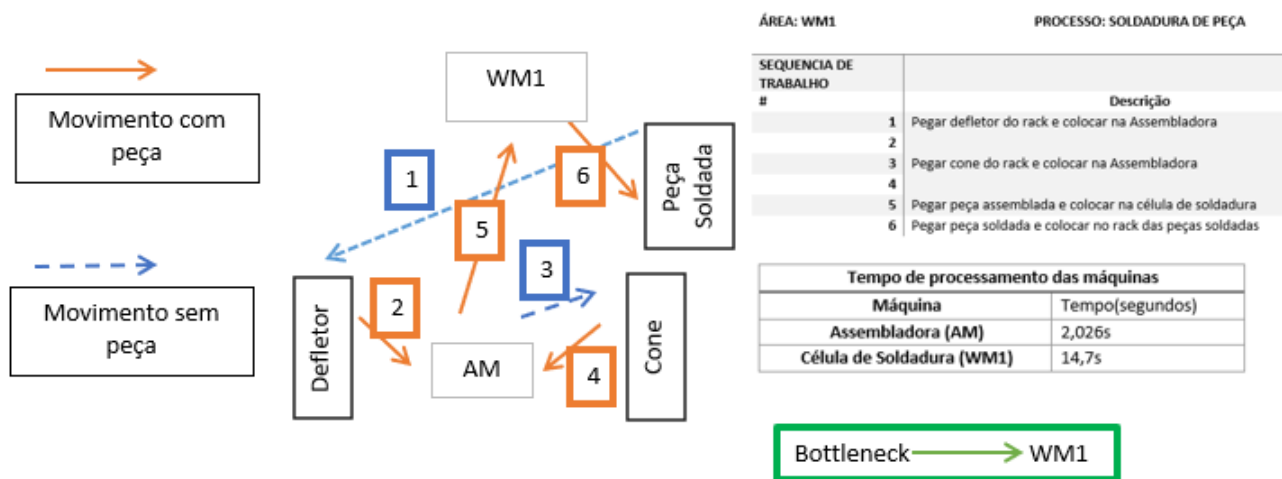 Movimento com
peça
Movimento sem
peça
WM1
1
6
Peça
Soldada
5
3
2
Defletor
AM
4
Cone
ÁREA: WM1 PROCESSO: SOLDADURA DE PEÇA
SEQUENCIA DE
TRABALHO
# Descrição
1 Pegar defletor do rack e colocar na Assembladora
2
3 Pegar cone do rack e colocar na Assembladora
4
5 Pegar peça assemblada e colocar na célula de soldadura
6 Pegar peça soldada e colocar no rack das peças soldadas
Tempo de processamento das máquinas
Máquina Tempo(segundos)
Assembladora (AM) 2,026s
Célula de Soldadura (WM1) 14,7s
Bottleneck WM1